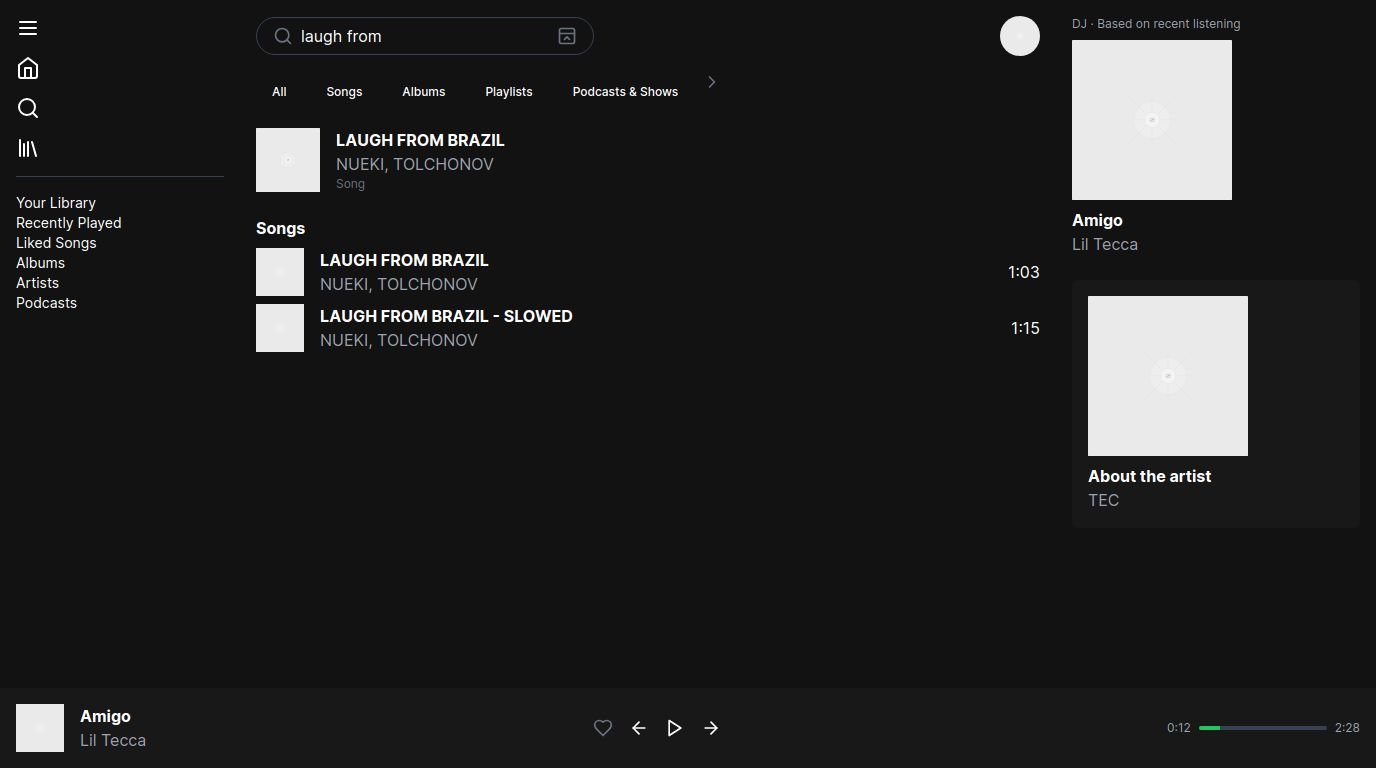 laugh from
All
Songs
Albums
Playlists
Podcasts & Shows
LAUGH FROM BRAZIL
NUEKI, TOLCHONOV
Song
Songs
LAUGH FROM BRAZIL
NUEKI, TOLCHONOV
1:03
LAUGH FROM BRAZIL - SLOWED
NUEKI, TOLCHONOV
1:15
Your Library
Recently Played
Liked Songs
Albums
Artists
Podcasts
DJ · Based on recent listening
Amigo
Lil Tecca
About the artist
TEC
Amigo
Lil Tecca
0:12
2:28